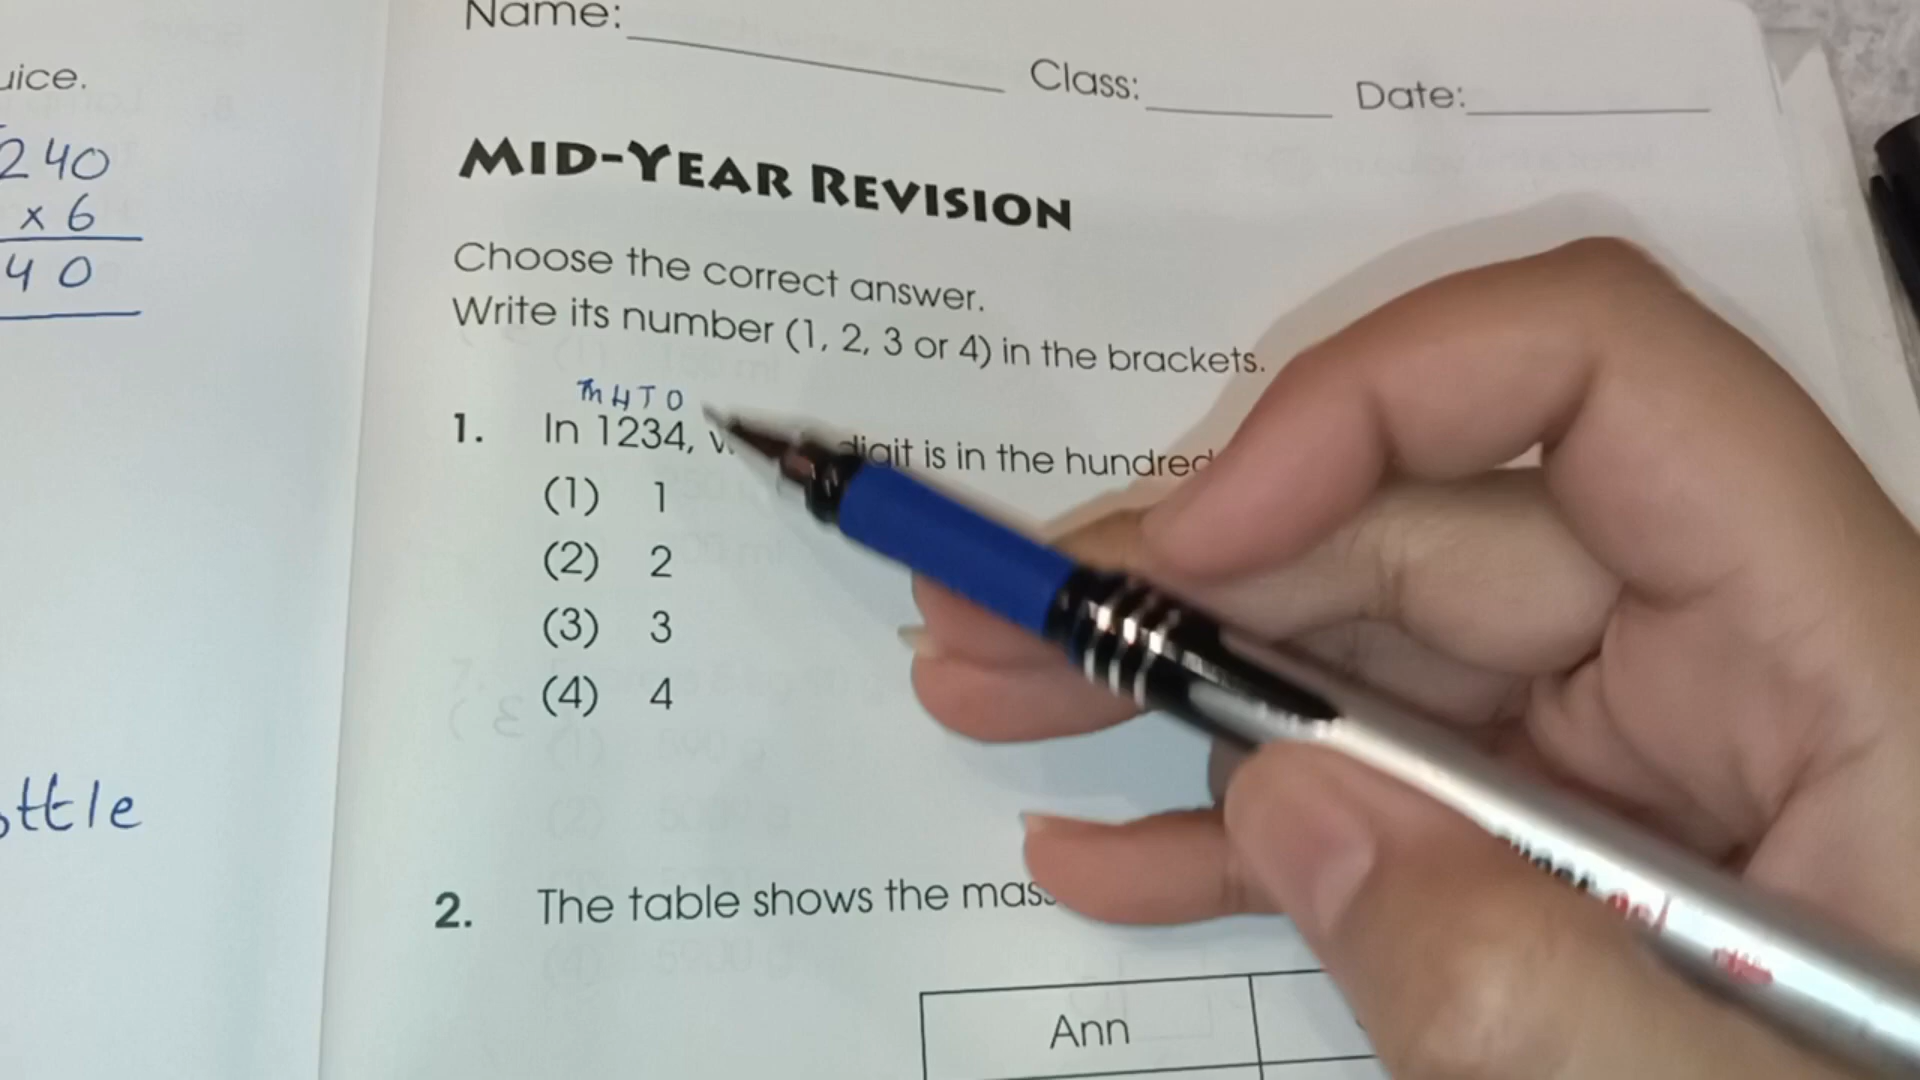 Name:
Class:
Date:
uice.
240
x 6
40
ottle
MID-YEAR REVISION
Choose the correct answer.
Write its number (1, 2, 3 or 4) in the brackets.
Th H T O
1. In 1234, digit is in the hundred
(1) 1
(2) 2
(3) 3
(4) 4
2. The table shows the mass
Ann